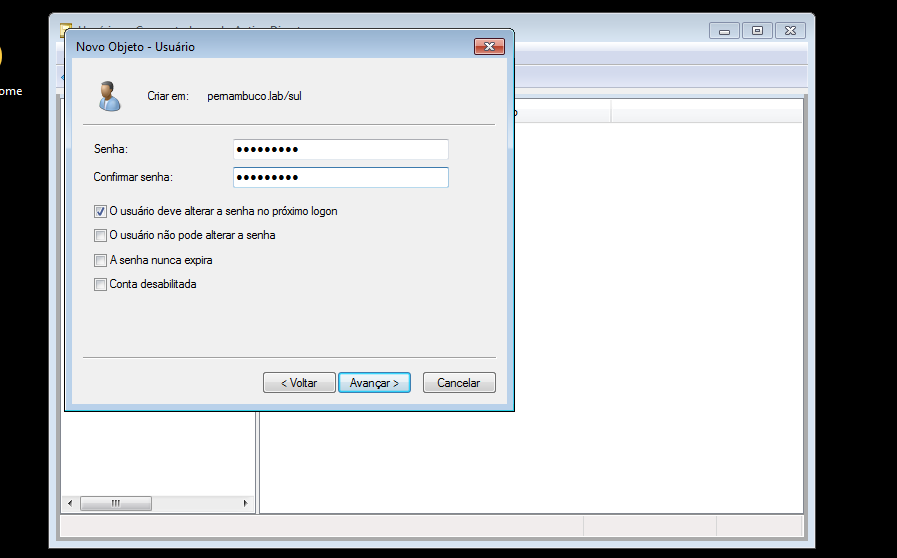 Novo Objeto - Usuário
ome
Criar em: pernambuco.lab/sul
Senha:
Confirmar senha:
O usuário deve alterar a senha no próximo logon
O usuário não pode alterar a senha
A senha nunca expira
Conta desabilitada
< Voltar
Avançar >
Cancelar